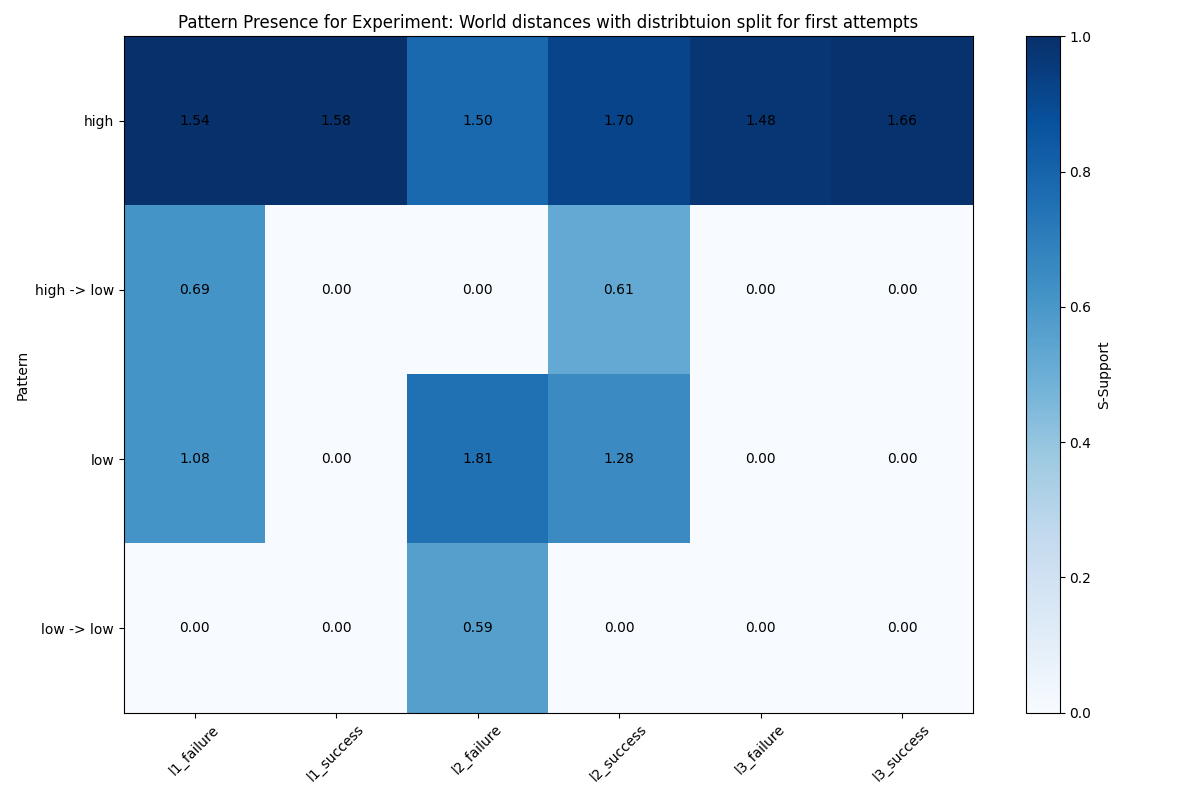 Pattern Presence for Experiment: World distances with distribtuion split for first attempts
1.0
high 1.54 1.58 1.50 1.70 1.48 1.66
0.8
high -> low 0.69 0.00 0.00 0.61 0.00 0.00
0.6
Pattern
S-Support
0.4
low 1.08 0.00 1.81 1.28 0.00 0.00
0.2
low -> low 0.00 0.00 0.59 0.00 0.00 0.00
0.0
l1_failure l1_success l2_failure l2_success l3_failure l3_success